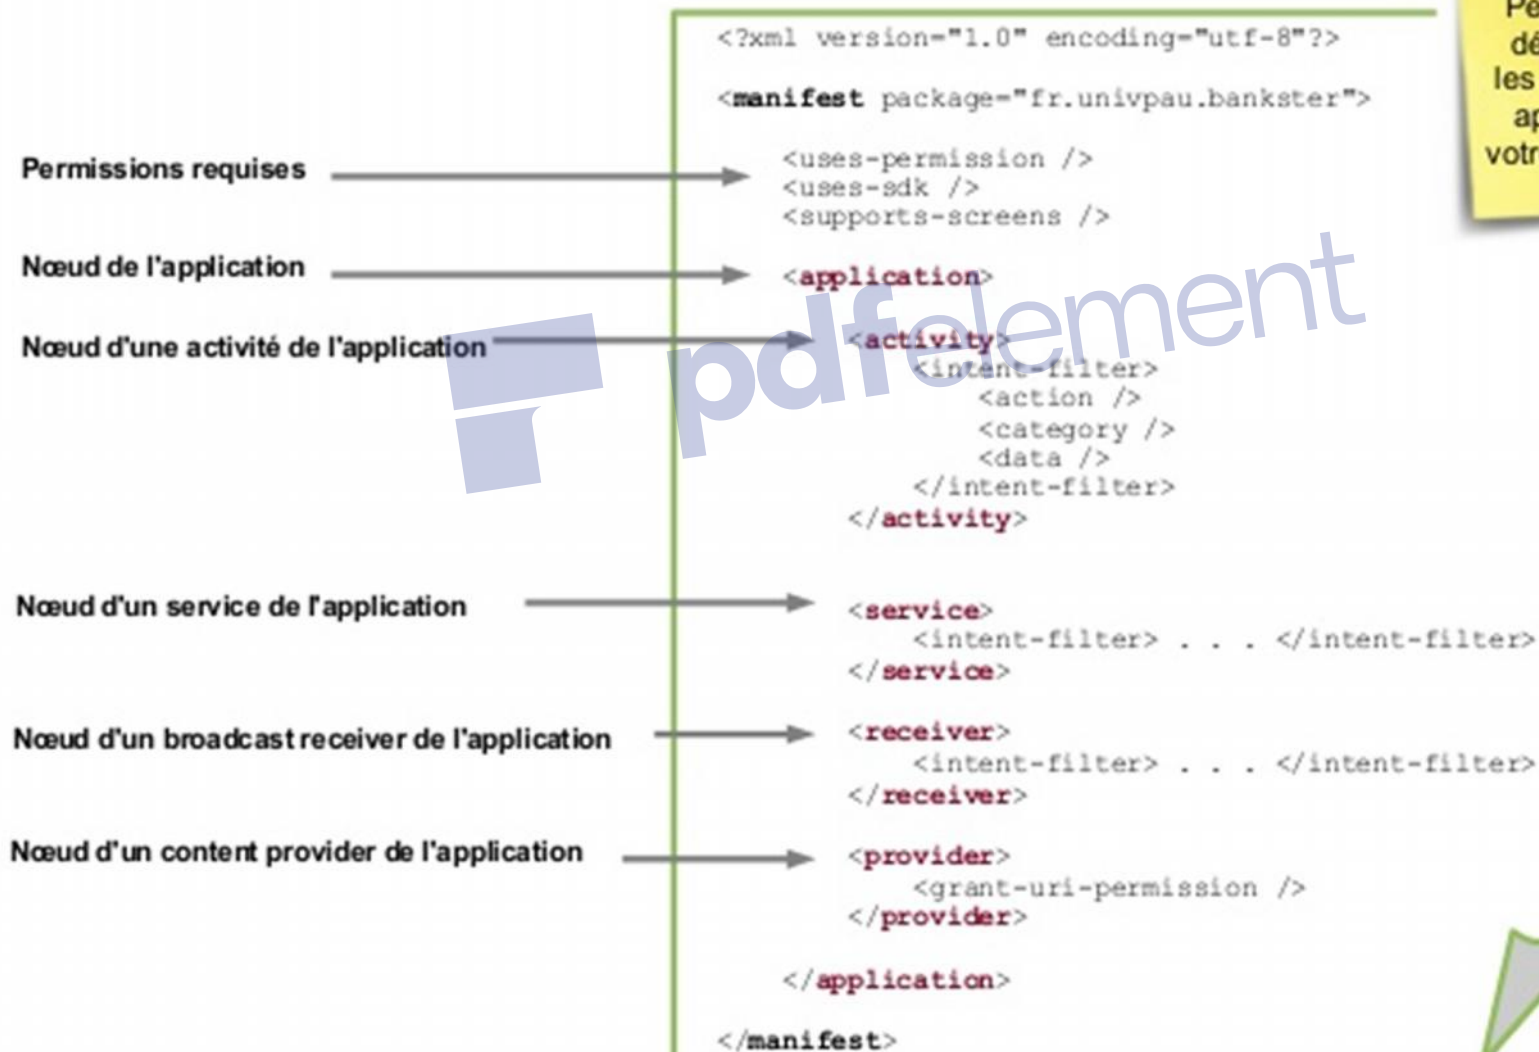 <?xml version="1.0" encoding="utf-8"?>
<manifest package="fr.univpau.bankster">
Permissions requises
<uses-permission />
<uses-sdk />
<supports-screens />
Nœud de l'application
<application>
Nœud d'une activité de l'application
<activity>
<intent-filter>
<action />
<category />
<data />
</intent-filter>
</activity>
Nœud d'un service de l'application
<service>
<intent-filter> . . . </intent-filter>
</service>
Nœud d'un broadcast receiver de l'application
<receiver>
<intent-filter> . . . </intent-filter>
</receiver>
Nœud d'un content provider de l'application
<provider>
<grant-uri-permission />
</provider>
</application>
</manifest>
les
pdfelement